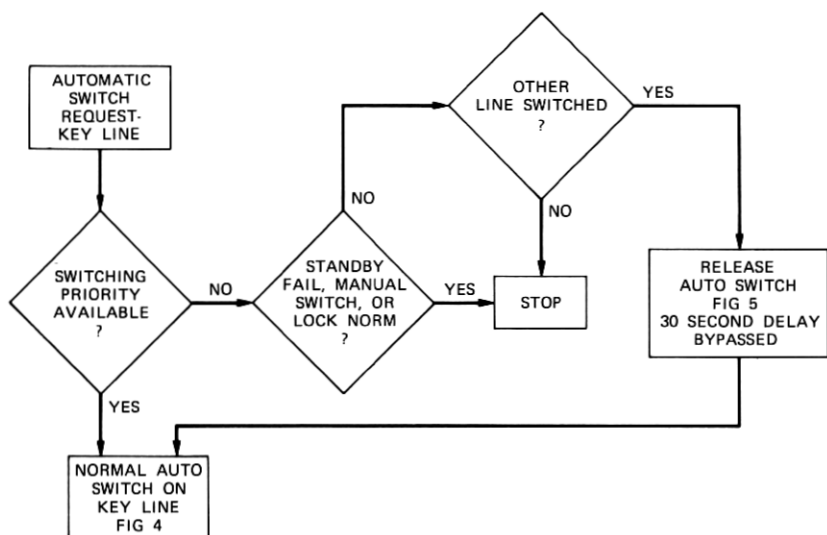 AUTOMATIC
SWITCH
REQUEST-
KEY LINE
SWITCHING
PRIORITY
AVAILABLE
?
NO
YES
STANDBY
FAIL, MANUAL
SWITCH, OR
LOCK NORM
?
NO
YES
OTHER
LINE SWITCHED
?
YES
NO
STOP
RELEASE
AUTO SWITCH
FIG 5
30 SECOND DELAY
BYPASSED
NORMAL AUTO
SWITCH ON
KEY LINE
FIG 4